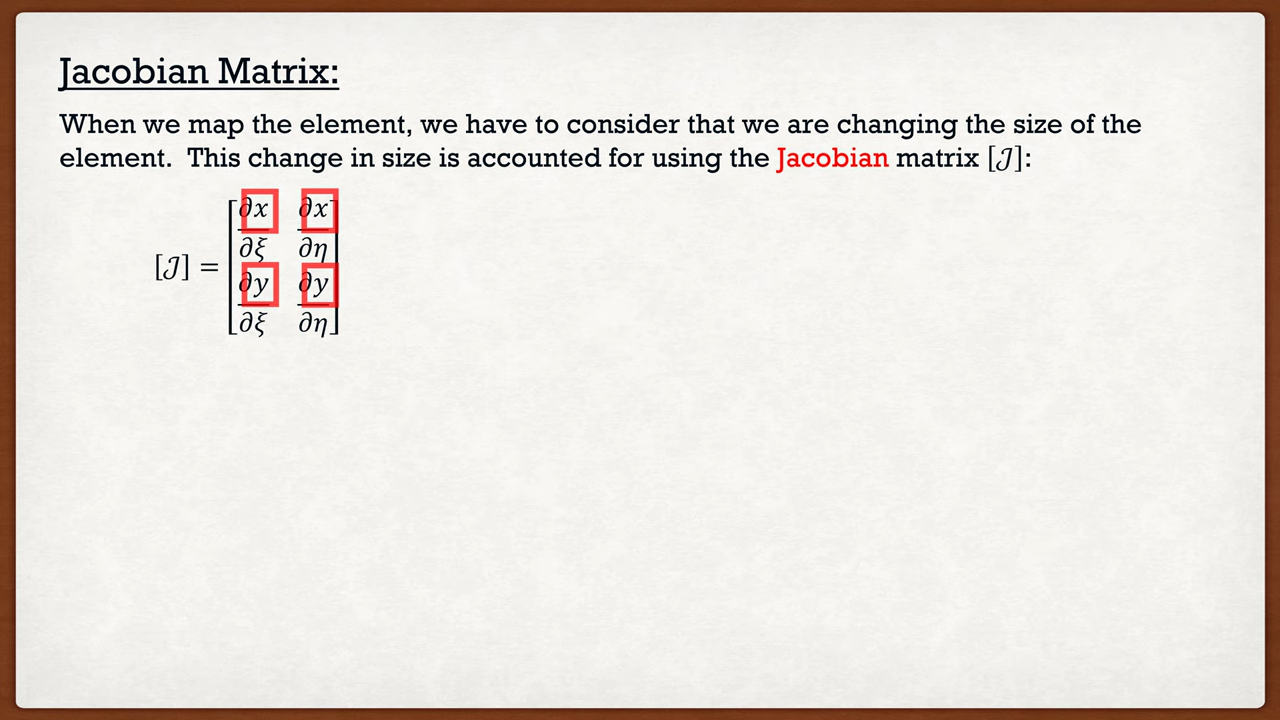 Jacobian Matrix:
When we map the element, we have to consider that we are changing the size of the
element. This change in size is accounted for using the Jacobian matrix [𝒥]:
∂x ∂x
∂ξ ∂η
[𝒥] =
∂y ∂y
∂ξ ∂η